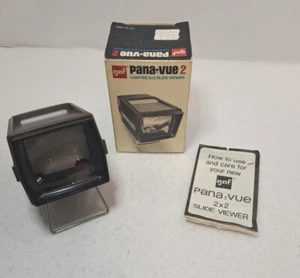 gaf pana-vue 2
LIGHTED 2x2 SLIDE VIEWER
How to use
and care for
your new
gaf
Pana-Vue
2x2
SLIDE VIEWER